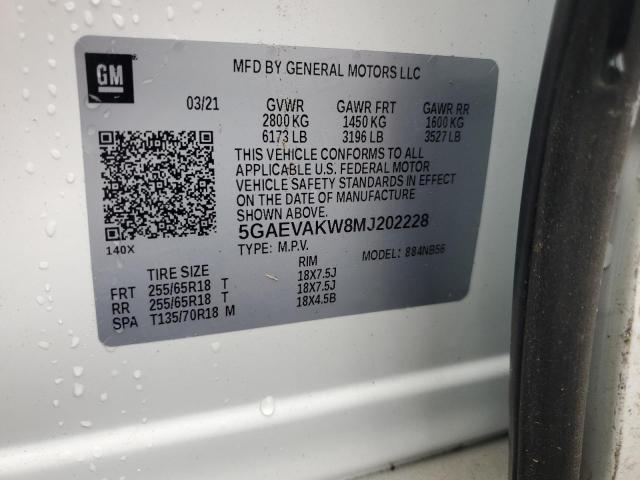 GM
MFD BY GENERAL MOTORS LLC
03/21 GVWR GAWR FRT GAWR RR
2800 KG 1450 KG 1600 KG
6173 LB 3196 LB 3527 LB
THIS VEHICLE CONFORMS TO ALL
APPLICABLE U.S. FEDERAL MOTOR
VEHICLE SAFETY STANDARDS IN EFFECT
ON THE DATE OF MANUFACTURE
SHOWN ABOVE.
5GAEVAKW8MJ202228
140X
TYPE: M.P.V. MODEL: 884NB56
TIRE SIZE RIM
FRT 255/65R18 T 18X7.5J
RR 255/65R18 T 18X7.5J
SPA T135/70R18 M 18X4.5B